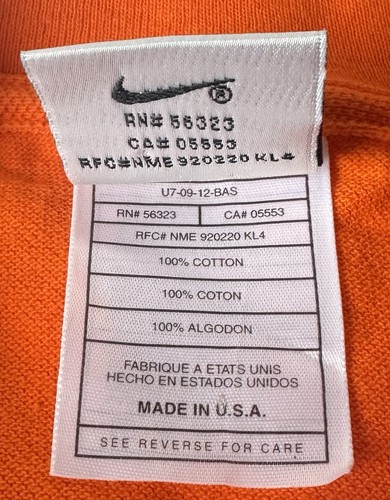 ®
RN# 56323
CA# 05553
RFC#NME 920220 KL4
U7-09-12-BAS
RN# 56323 CA# 05553
RFC# NME 920220 KL4
100% COTTON
100% COTON
100% ALGODON
FABRIQUE A ETATS UNIS
HECHO EN ESTADOS UNIDOS
MADE IN U.S.A.
SEE REVERSE FOR CARE